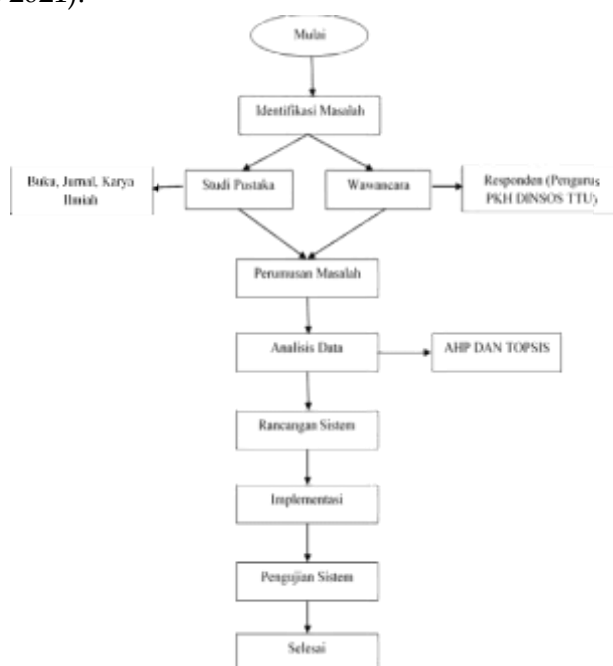 2021).
Mulai
Identifikasi Masalah
Buku, Jurnal, Karya
Ilmiah
Studi Pustaka
Wawancara
Responden (Pengurus
PKH DINSOS TTU)
Perumusan Masalah
Analisis Data
AHP DAN TOPSIS
Rancangan Sistem
Implementasi
Pengujian Sistem
Selesai